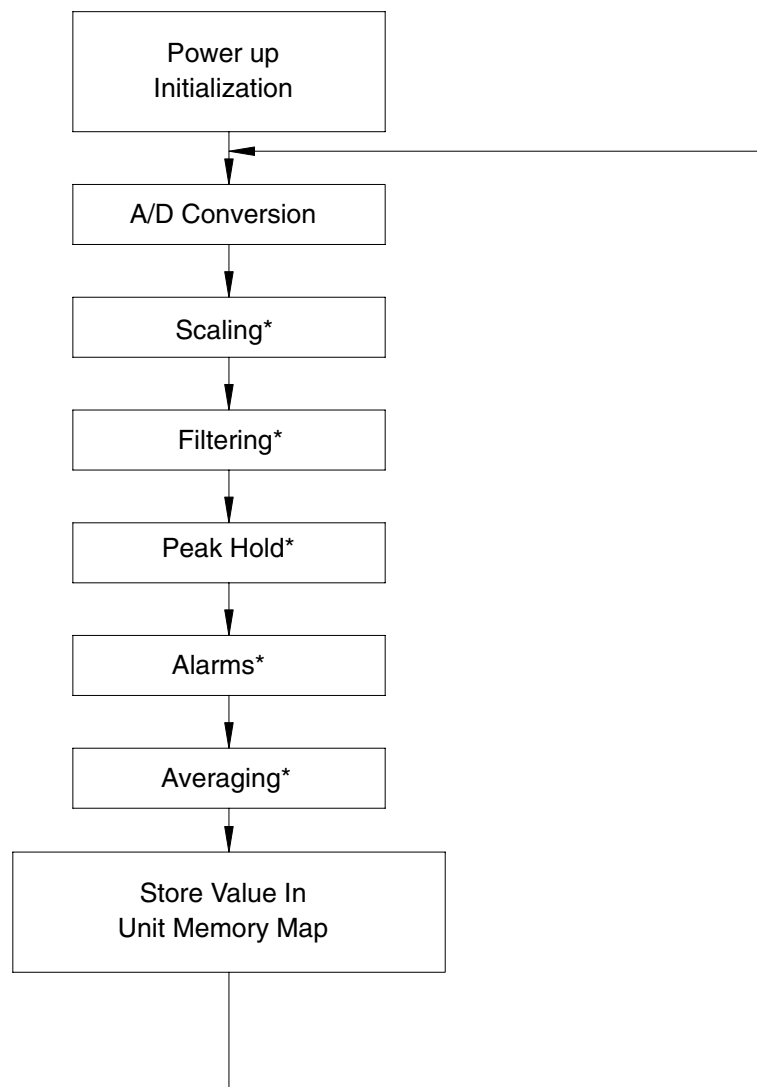 Power up
Initialization
A/D Conversion
Scaling*
Filtering*
Peak Hold*
Alarms*
Averaging*
Store Value In
Unit Memory Map